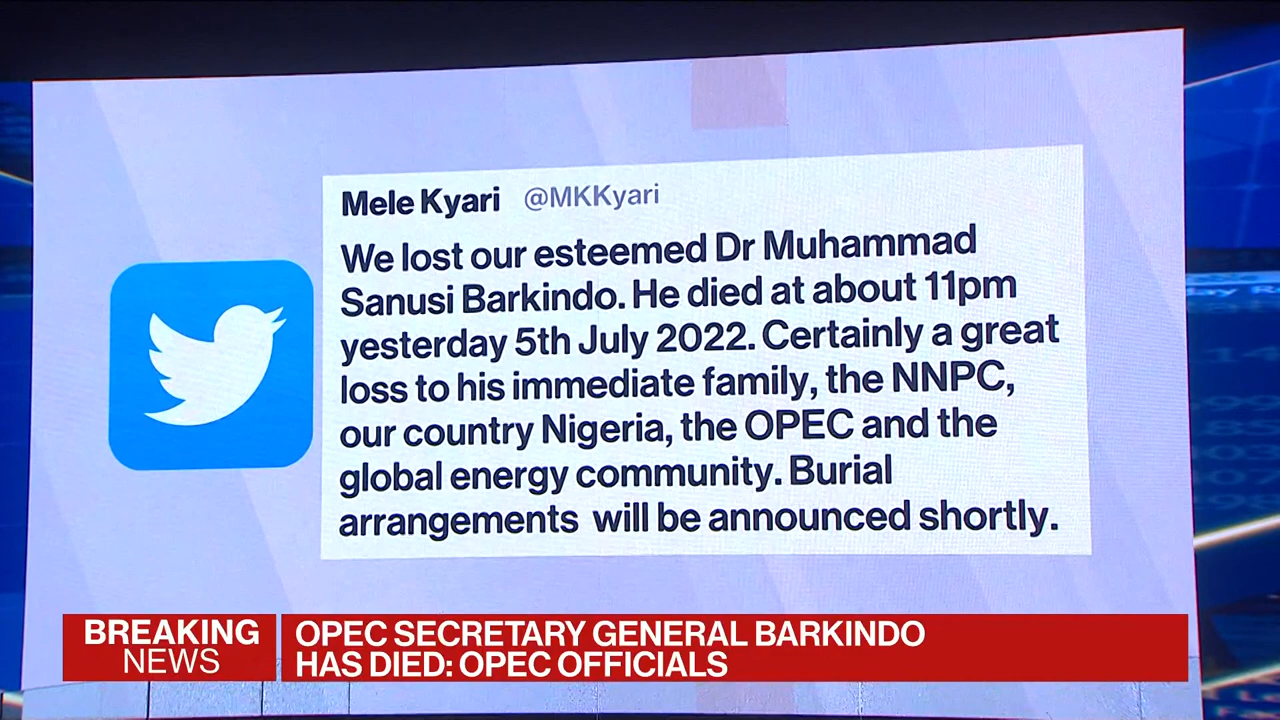 Mele Kyari @MKKyari
We lost our esteemed Dr Muhammad
Sanusi Barkindo. He died at about 11pm
yesterday 5th July 2022. Certainly a great
loss to his immediate family, the NNPC,
our country Nigeria, the OPEC and the
global energy community. Burial
arrangements will be announced shortly.
BREAKING
NEWS
OPEC SECRETARY GENERAL BARKINDO
HAS DIED: OPEC OFFICIALS